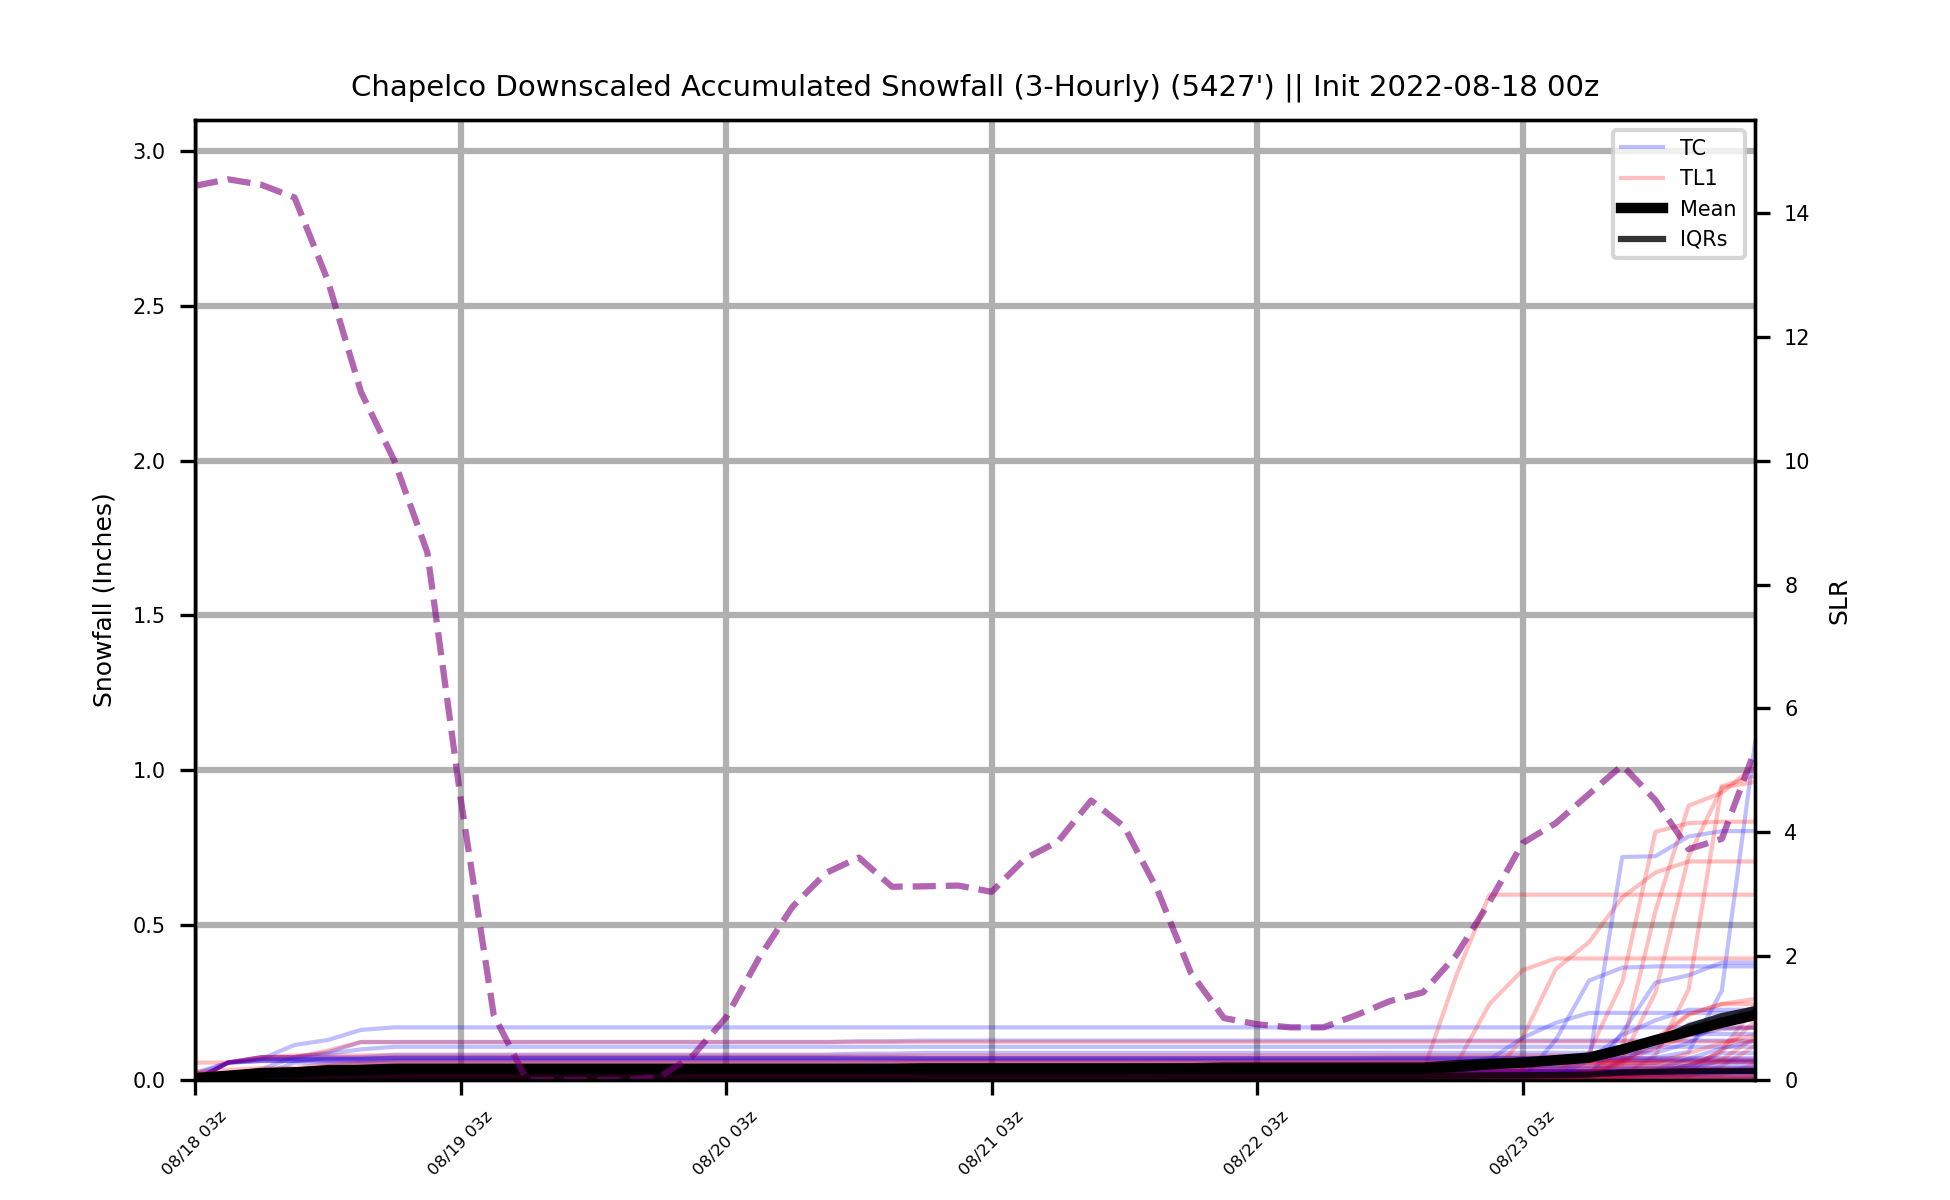 Chapelco Downscaled Accumulated Snowfall (3-Hourly) (5427') || Init 2022-08-18 00z
TC
TL1
Mean
IQRs
Snowfall (Inches)
3.0
2.5
2.0
1.5
1.0
0.5
0.0
14
12
10
8
6
4
2
0
SLR
08/18 03z
08/19 03z
08/20 03z
08/21 03z
08/22 03z
08/23 03z